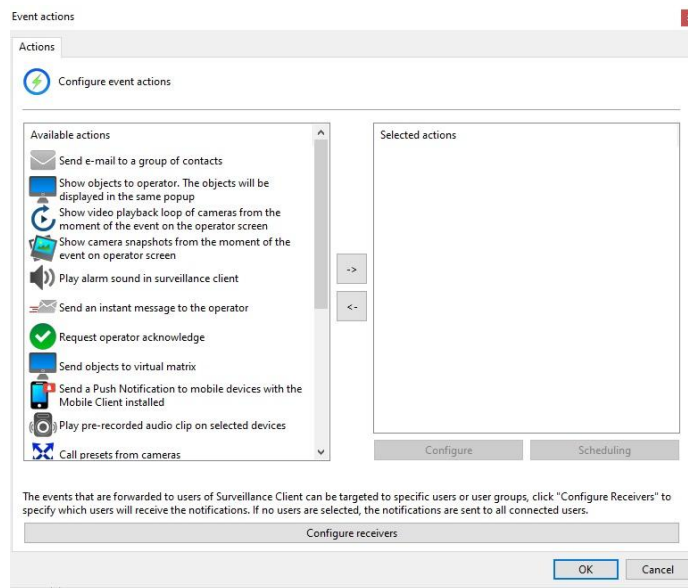 Event actions
Actions
Configure event actions
Available actions
Send e-mail to a group of contacts
Show objects to operator. The objects will be
displayed in the same popup
Show video playback loop of cameras from the
moment of the event on the operator screen
Show camera snapshots from the moment of the
event on operator screen
Play alarm sound in surveillance client
Send an instant message to the operator
Request operator acknowledge
Send objects to virtual matrix
Send a Push Notification to mobile devices with the
Mobile Client installed
Play pre-recorded audio clip on selected devices
Call presets from cameras
->
<-
Selected actions
Configure
Scheduling
The events that are forwarded to users of Surveillance Client can be targeted to specific users or user groups, click "Configure Receivers" to
specify which users will receive the notifications. If no users are selected, the notifications are sent to all connected users.
Configure receivers
OK
Cancel